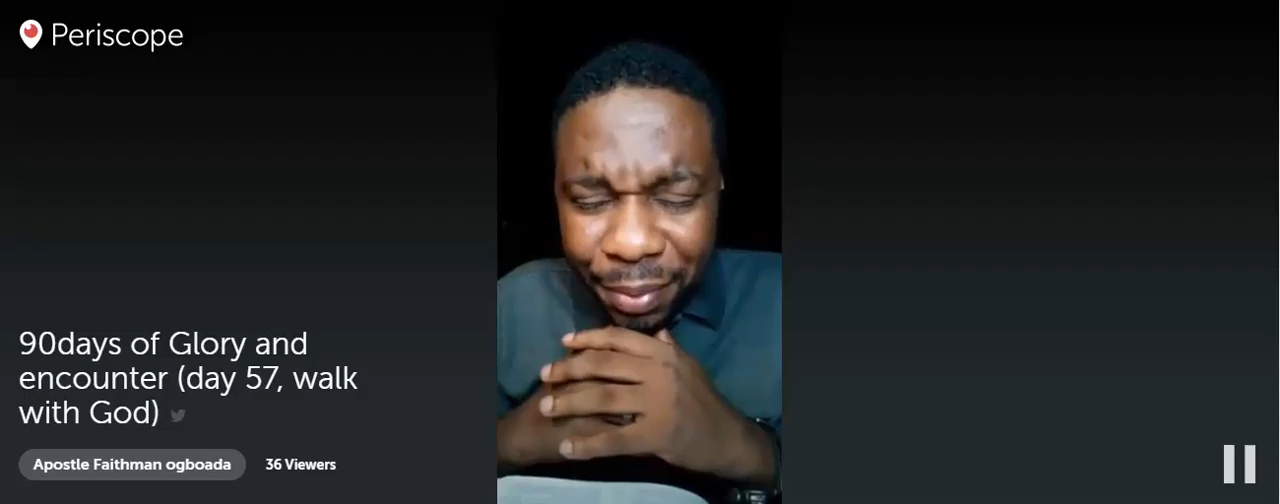 Periscope
90days of Glory and
encounter (day 57, walk
with God)
Apostle Faithman ogboada
36 Viewers